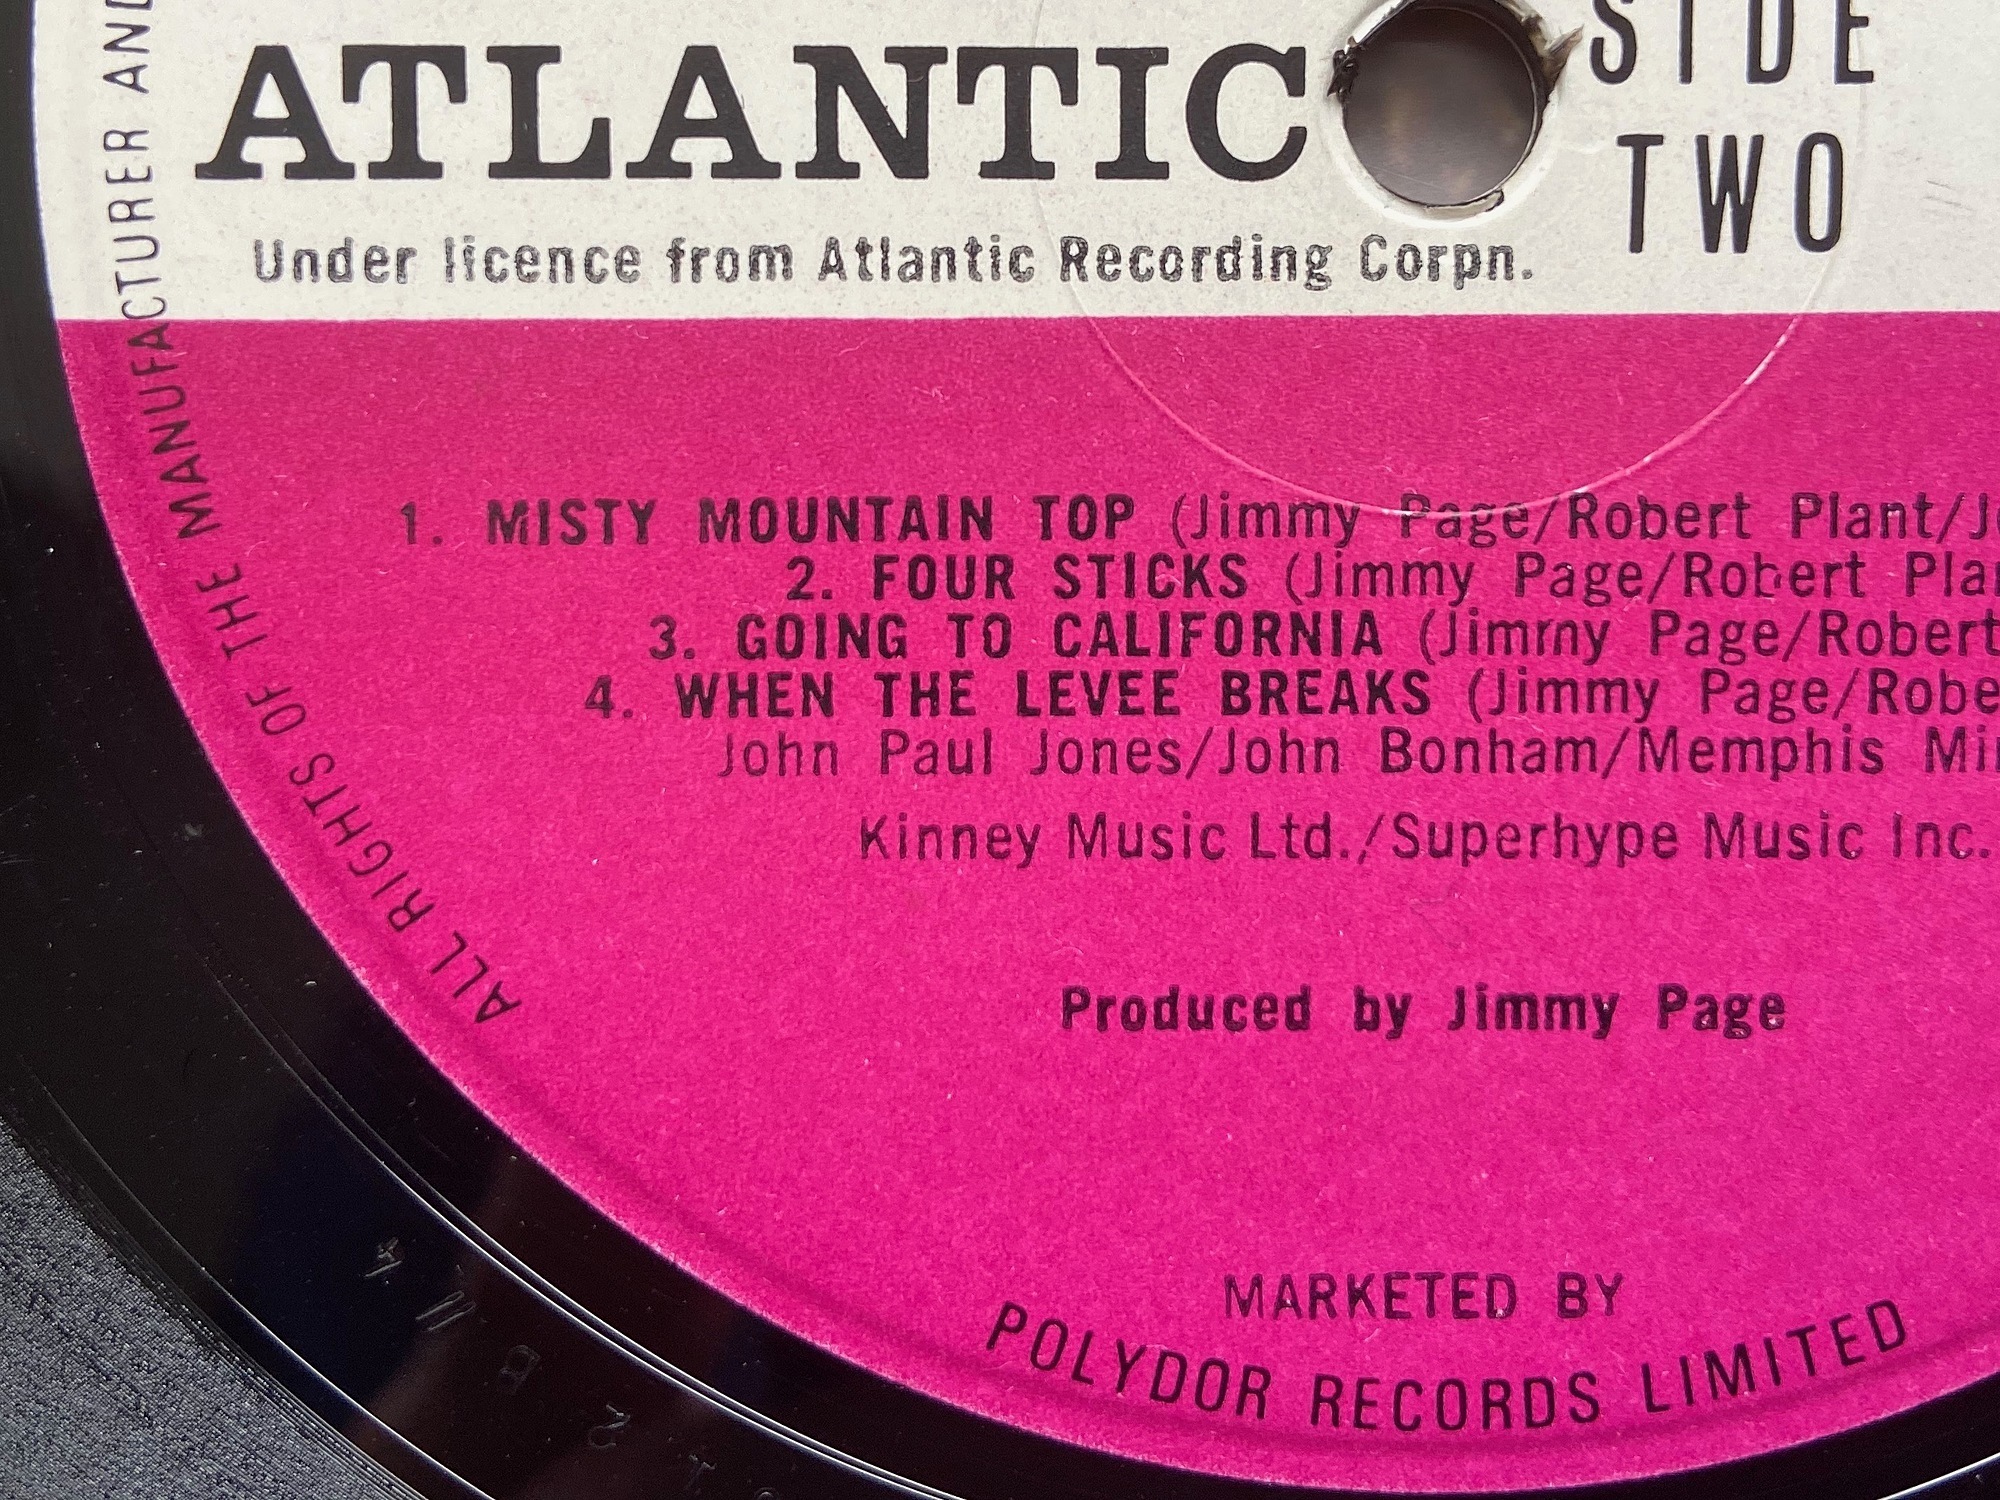 ATLANTIC
SIDE
TWO
Under licence from Atlantic Recording Corpn.
1. MISTY MOUNTAIN TOP (Jimmy Page/Robert Plant/
2. FOUR STICKS (Jimmy Page/Robert
3. GOING TO CALIFORNIA (Jimmy Page/Robert
4. WHEN THE LEVEE BREAKS (Jimmy Page/
John Paul Jones/John Bonham/Memphis
Kinney Music Ltd./Superhype Music Inc.
Produced by Jimmy Page
MARKETED BY
POLYDOR RECORDS LIMITED
ALL RIGHTS OF THE MANUFACTURER AND